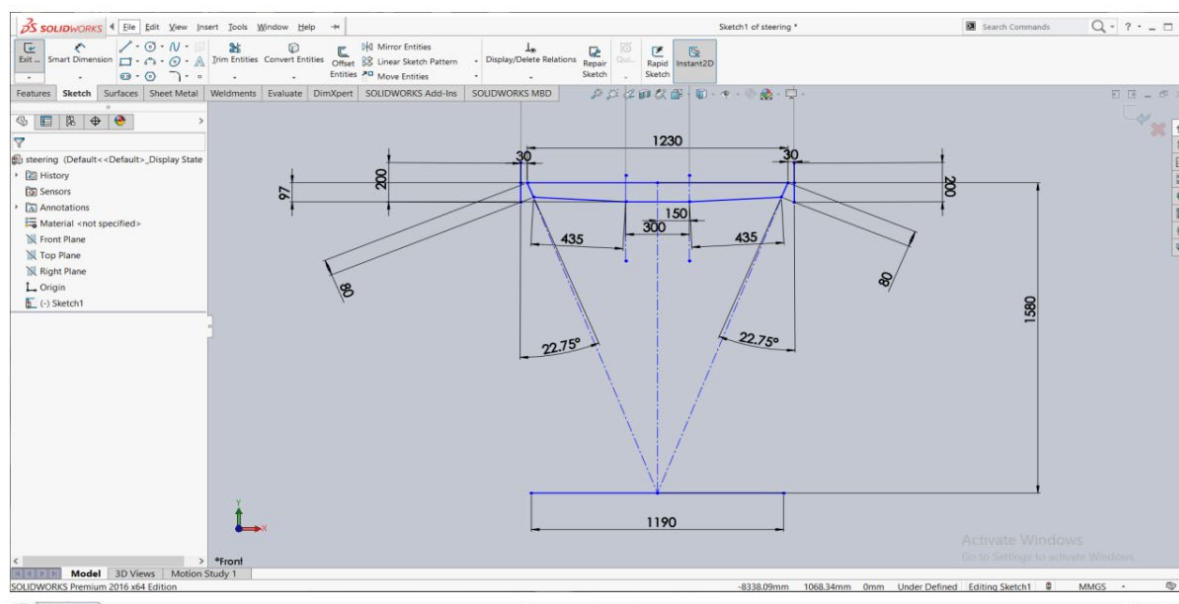 SOLIDWORKS File Edit View Insert Tools Window Help Sketch1 of steering * Search Commands ?
Exit ... Smart Dimension Trim Entities Convert Entities Offset Entities Mirror Entities Linear Sketch Pattern Move Entities Display/Delete Relations Repair Sketch Qui... Rapid Sketch Instant2D
Features Sketch Surfaces Sheet Metal Weldments Evaluate DimXpert SOLIDWORKS Add-Ins SOLIDWORKS MBD
steering (Default<<Default>_Display State
History
Sensors
Annotations
Material <not specified>
Front Plane
Top Plane
Right Plane
Origin
(-) Sketch1
1230
30
30
200
97
200
150
300
435
435
80
80
1580
22.75°
22.75°
1190
Y
X
*Front
Activate Windows
Go to Settings to activate Windows.
Model 3D Views Motion Study 1
SOLIDWORKS Premium 2016 x64 Edition -8338.09mm 1068.34mm 0mm Under Defined Editing Sketch1 MMGS